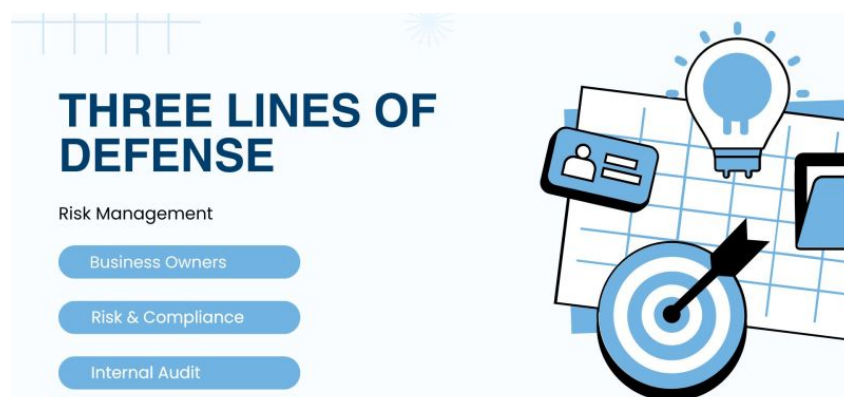 THREE LINES OF
DEFENSE
Risk Management
Business Owners
Risk & Compliance
Internal Audit